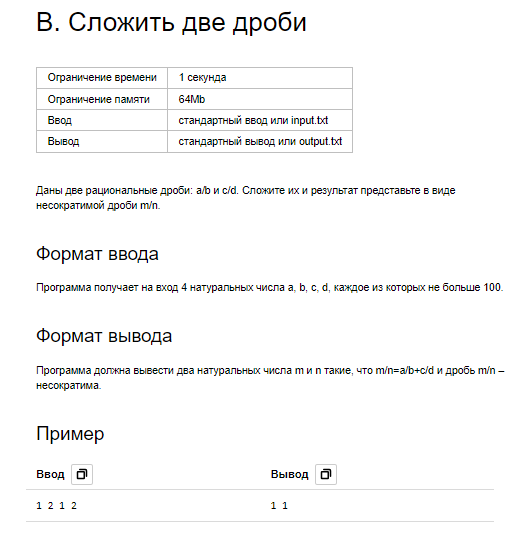 В. Сложить две дроби
Ограничение времени 1 секунда
Ограничение памяти 64Mb
Ввод стандартный ввод или input.txt
Вывод стандартный вывод или output.txt
Даны две рациональные дроби: a/b и c/d. Сложите их и результат представьте в виде
несократимой дроби m/n.
Формат ввода
Программа получает на вход 4 натуральных числа a, b, c, d, каждое из которых не больше 100.
Формат вывода
Программа должна вывести два натуральных числа m и n такие, что m/n=a/b+c/d и дробь m/n –
несократима.
Пример
Ввод Вывод
1 2 1 2 1 1